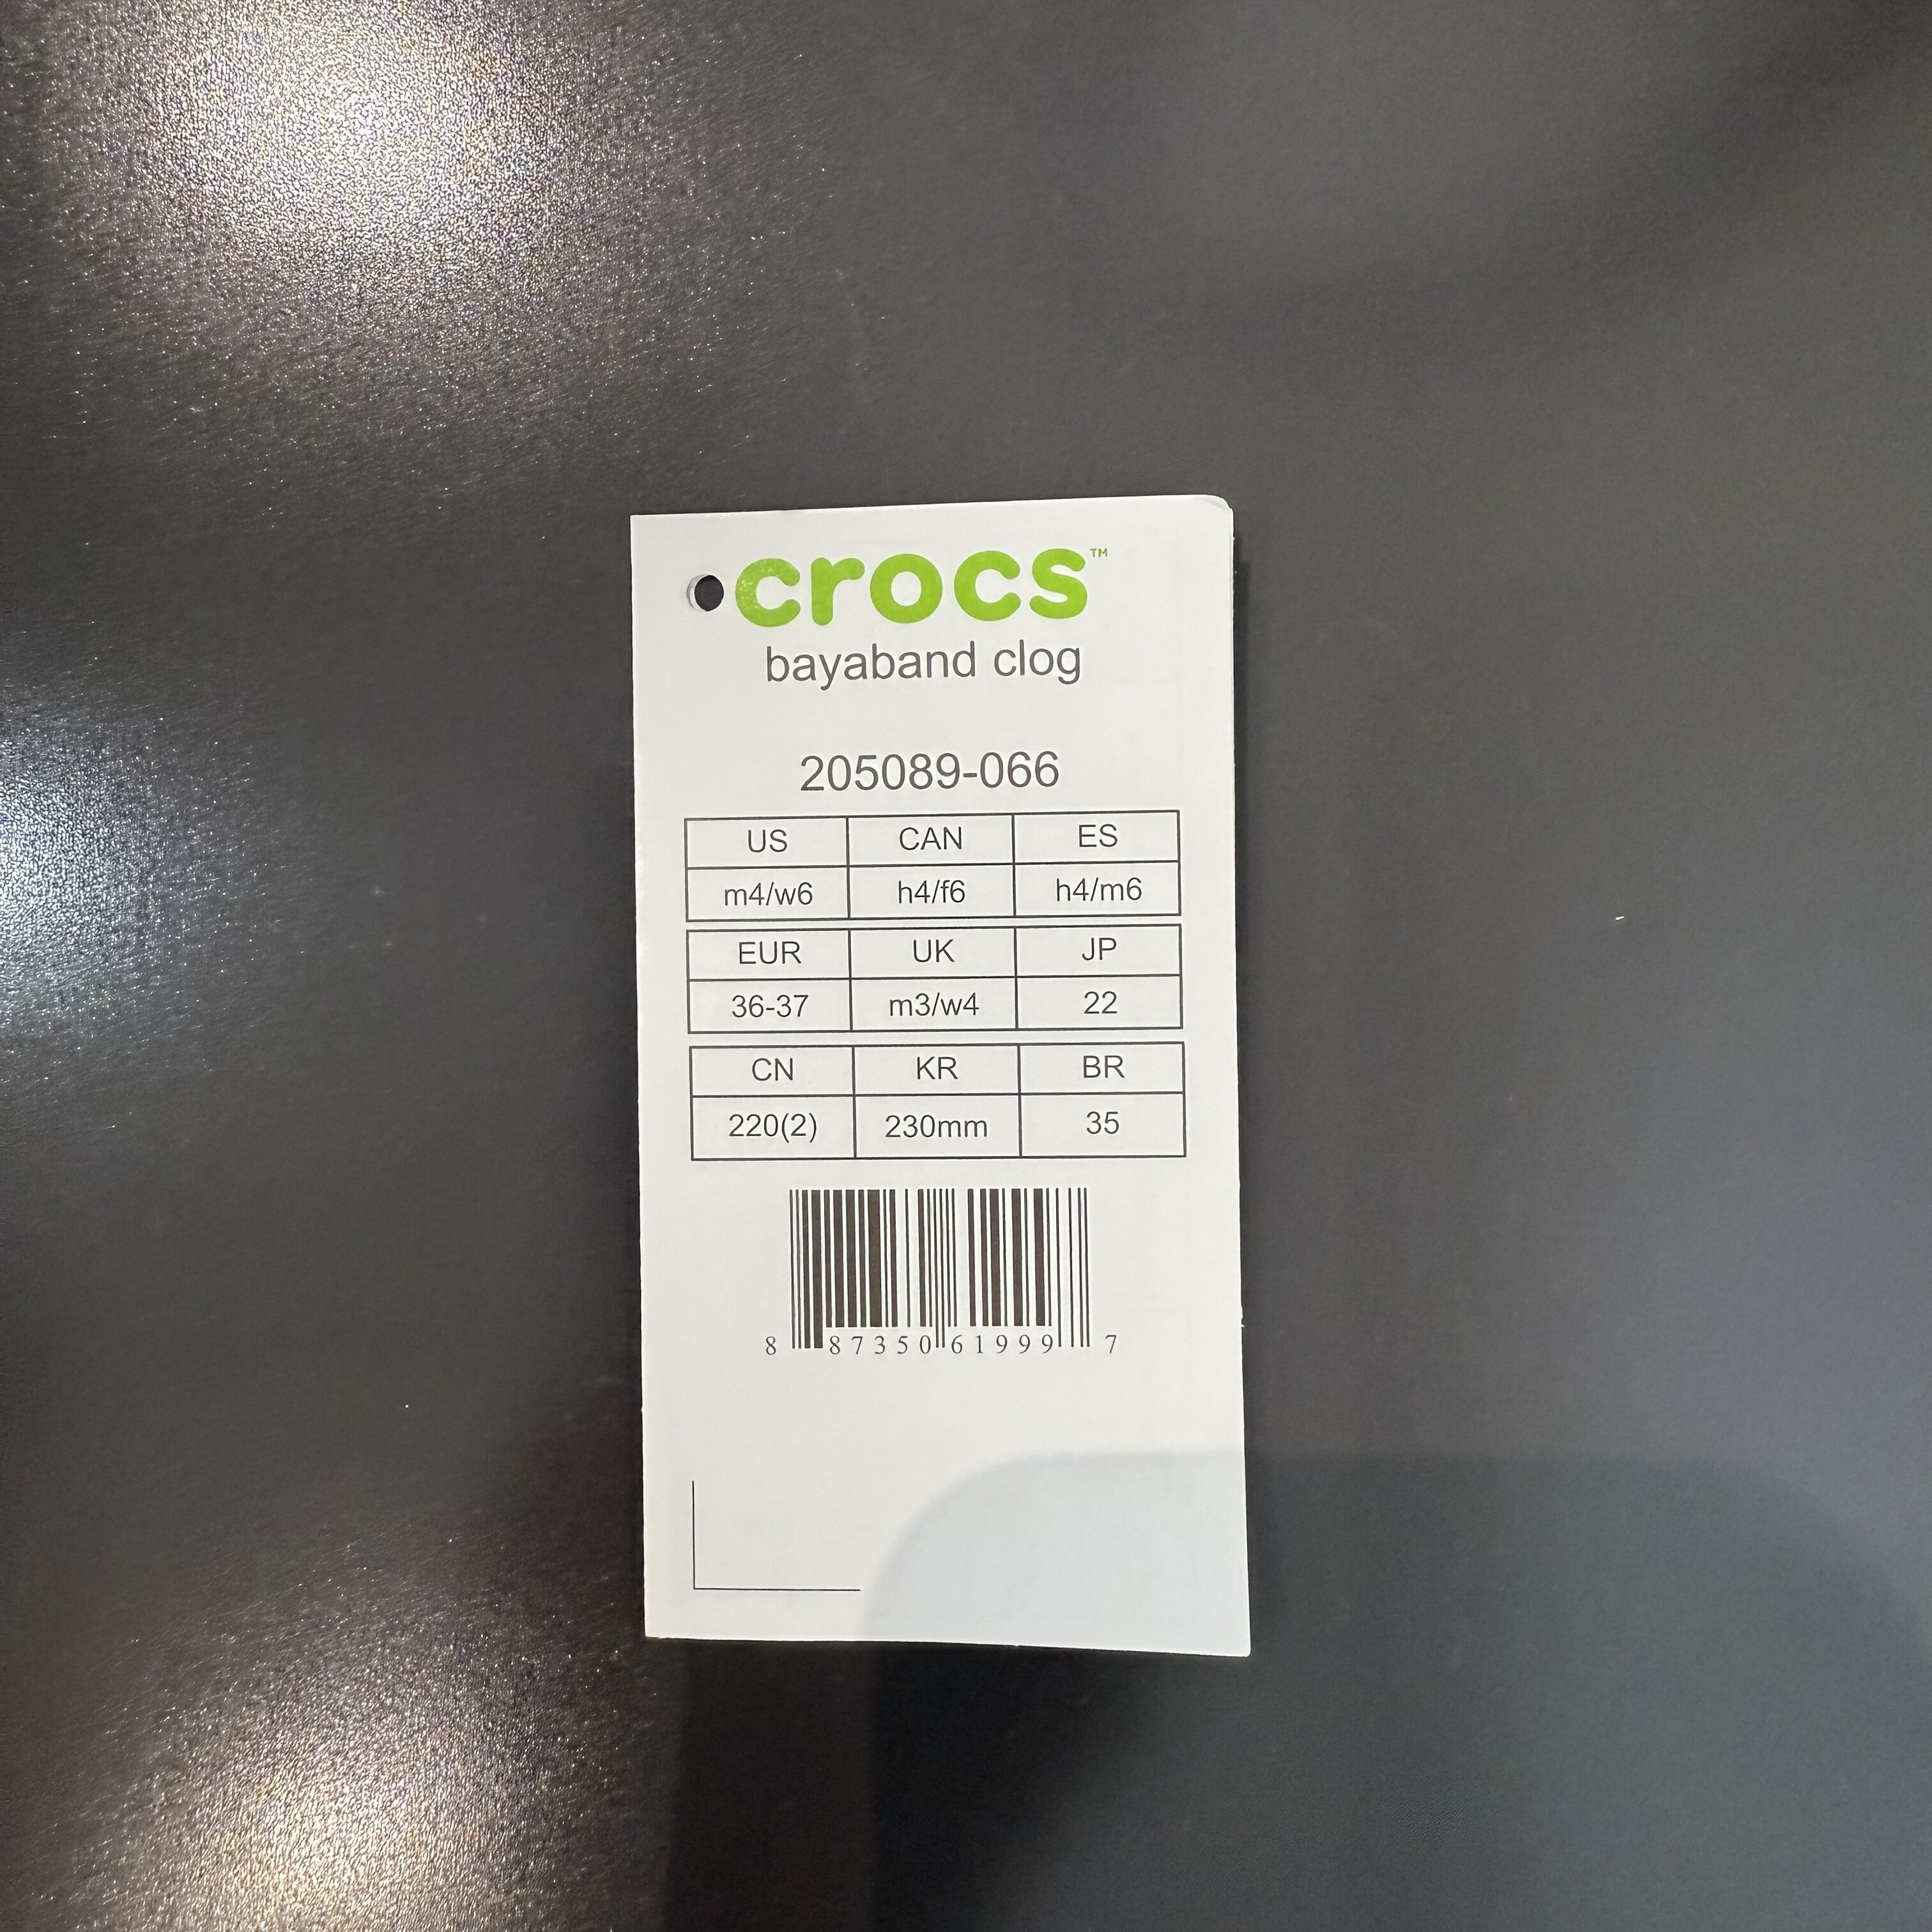 crocs™
bayaband clog
205089-066
US CAN ES
m4/w6 h4/f6 h4/m6
EUR UK JP
36-37 m3/w4 22
CN KR BR
220(2) 230mm 35
8 87350 61999 7